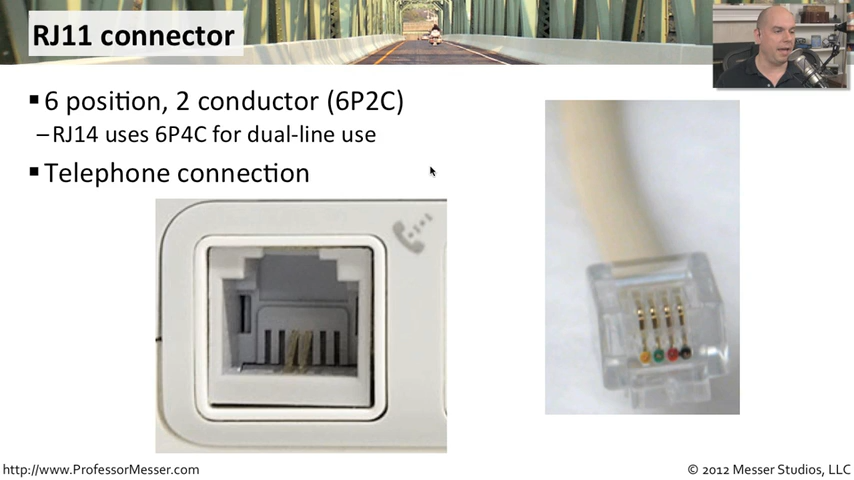 RJ11 connector
▪ 6 position, 2 conductor (6P2C)
–RJ14 uses 6P4C for dual-line use
▪ Telephone connection
http://www.ProfessorMesser.com
© 2012 Messer Studios, LLC